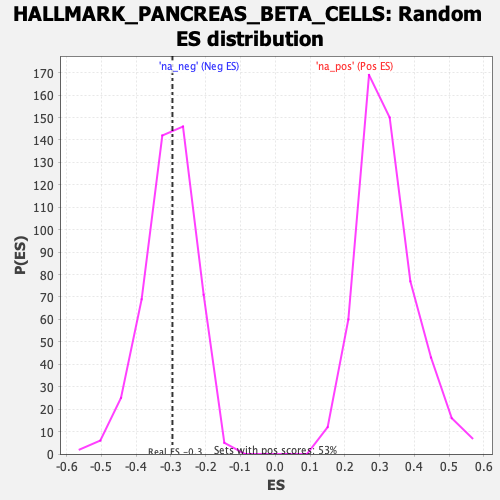 HALLMARK_PANCREAS_BETA_CELLS: Random
ES distribution
'na_neg' (Neg ES)
'na_pos' (Pos ES)
170
160
150
140
130
120
110
100
90
80
70
60
50
40
30
20
10
0
P(ES)
Real ES -0.3
Sets with pos scores: 53%
-0.6 -0.5 -0.4 -0.3 -0.2 -0.1 0.0 0.1 0.2 0.3 0.4 0.5 0.6
ES